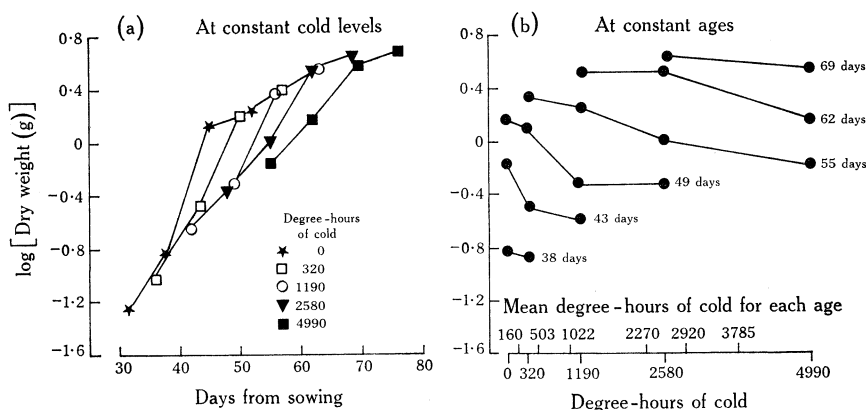 (a) At constant cold levels
log [Dry weight (g)]
0.8
0.4
0
-0.4
-0.8
-1.2
-1.6
Degree-hours
of cold
0
320
1190
2580
4990
30 40 50 60 70 80
Days from sowing
(b) At constant ages
0.8
0.4
0
-0.4
-0.8
-1.2
-1.6
69 days
62 days
55 days
49 days
43 days
38 days
Mean degree-hours of cold for each age
160 503 1022 2270 2920 3785
0 320 1190 2580 4990
Degree-hours of cold